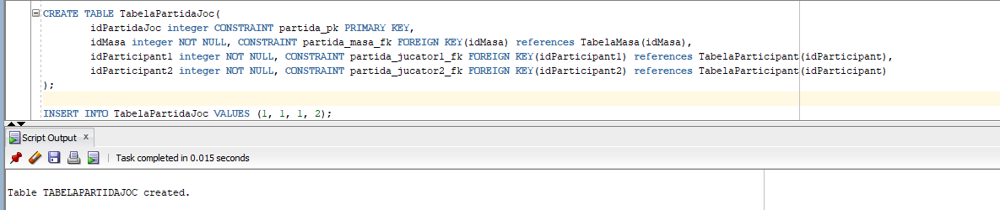 CREATE TABLE TabelaPartidaJoc(
idPartidaJoc integer CONSTRAINT partida_pk PRIMARY KEY,
idMasa integer NOT NULL, CONSTRAINT partida_masa_fk FOREIGN KEY(idMasa) references TabelaMasa(idMasa),
idParticipant1 integer NOT NULL, CONSTRAINT partida_jucator1_fk FOREIGN KEY(idParticipant1) references TabelaParticipant(idParticipant),
idParticipant2 integer NOT NULL, CONSTRAINT partida_jucator2_fk FOREIGN KEY(idParticipant2) references TabelaParticipant(idParticipant)
);
INSERT INTO TabelaPartidaJoc VALUES (1, 1, 1, 2);
Script Output x
Task completed in 0.015 seconds
Table TABELAPARTIDAJOC created.